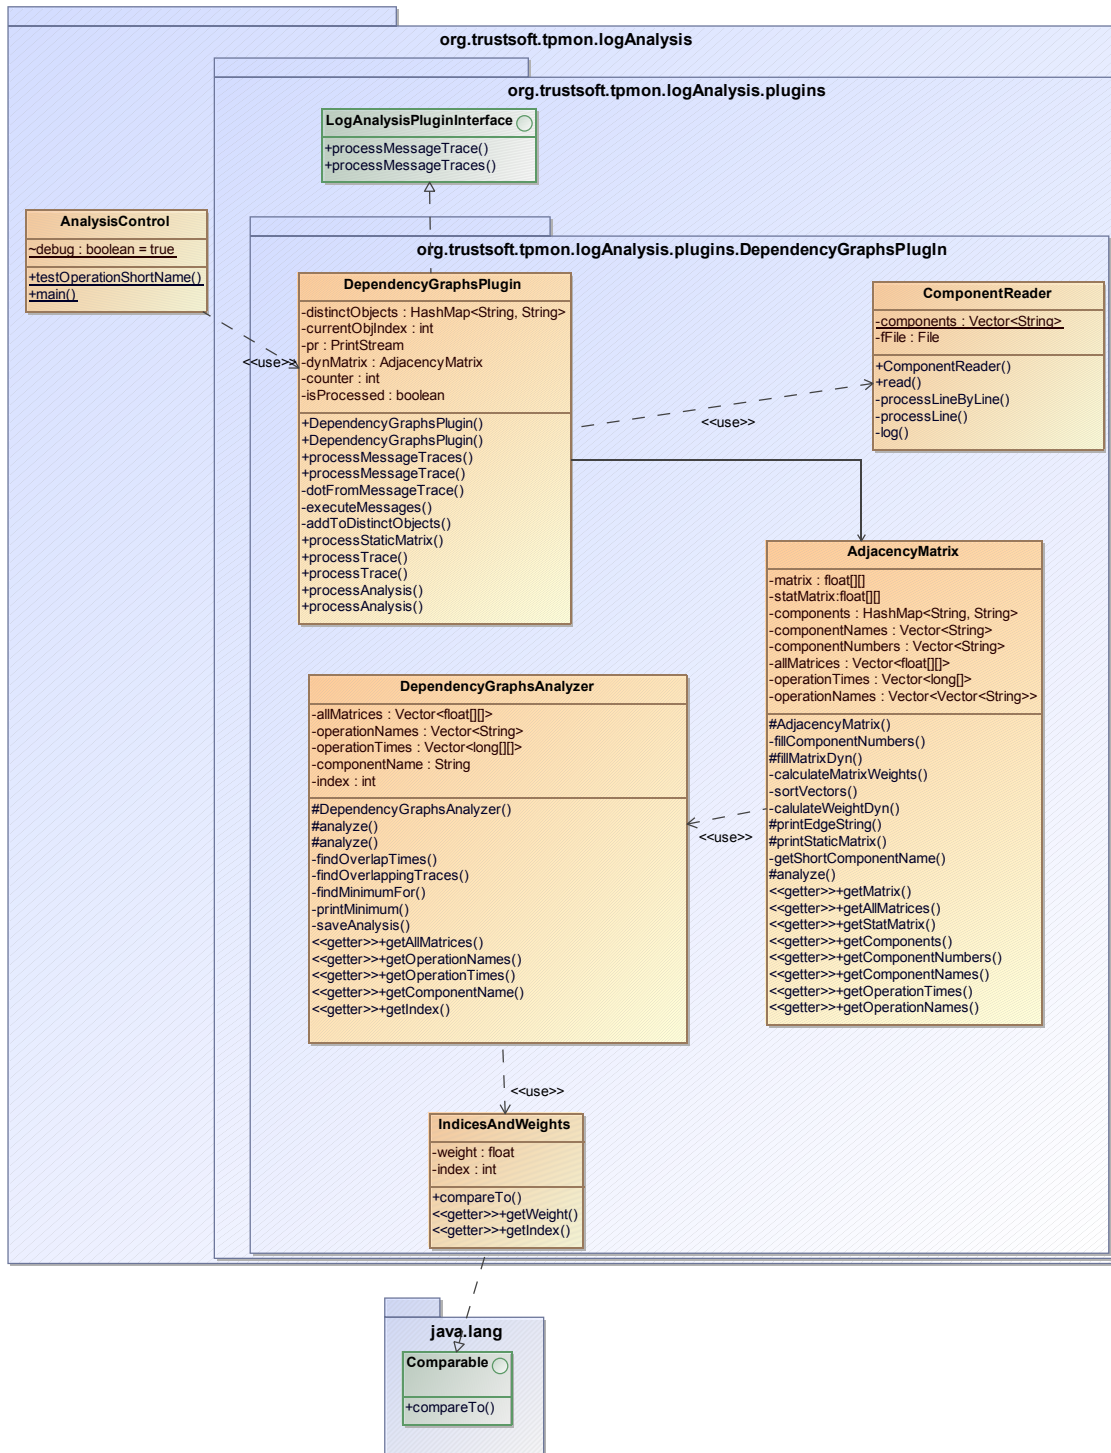 org.trustsoft.tpmon.logAnalysis
org.trustsoft.tpmon.logAnalysis.plugins
LogAnalysisPluginInterface
+processMessageTrace()
+processMessageTraces()
AnalysisControl
~debug : boolean = true
+testOperationShortName()
+main()
<<use>>
org.trustsoft.tpmon.logAnalysis.plugins.DependencyGraphsPlugIn
DependencyGraphsPlugin
-distinctObjects : HashMap<String, String>
-currentObjIndex : int
-pr : PrintStream
-dynMatrix : AdjacencyMatrix
-counter : int
-isProcessed : boolean
+DependencyGraphsPlugin()
+DependencyGraphsPlugin()
+processMessageTraces()
+processMessageTrace()
-dotFromMessageTrace()
-executeMessages()
-addToDistinctObjects()
+processStaticMatrix()
+processTrace()
+processTrace()
+processAnalysis()
+processAnalysis()
<<use>>
ComponentReader
-components : Vector<String>
-fFile : File
+ComponentReader()
+read()
-processLineByLine()
-processLine()
-log()
AdjacencyMatrix
-matrix : float[][]
-statMatrix:float[][]
-components : HashMap<String, String>
-componentNames : Vector<String>
-componentNumbers : Vector<String>
-allMatrices : Vector<float[][]>
-operationTimes : Vector<long[]>
-operationNames : Vector<Vector<String>>
#AdjacencyMatrix()
-fillComponentNumbers()
#fillMatrixDyn()
-calculateMatrixWeights()
-sortVectors()
-calulateWeightDyn()
#printEdgeString()
#printStaticMatrix()
-getShortComponentName()
#analyze()
<<getter>>+getMatrix()
<<getter>>+getAllMatrices()
<<getter>>+getStatMatrix()
<<getter>>+getComponents()
<<getter>>+getComponentNumbers()
<<getter>>+getComponentNames()
<<getter>>+getOperationTimes()
<<getter>>+getOperationNames()
<<use>>
DependencyGraphsAnalyzer
-allMatrices : Vector<float[][]>
-operationNames : Vector<String>
-operationTimes : Vector<long[][]>
-componentName : String
-index : int
#DependencyGraphsAnalyzer()
#analyze()
#analyze()
-findOverlapTimes()
-findOverlappingTraces()
-findMinimumFor()
-printMinimum()
-saveAnalysis()
<<getter>>+getAllMatrices()
<<getter>>+getOperationNames()
<<getter>>+getOperationTimes()
<<getter>>+getComponentName()
<<getter>>+getIndex()
<<use>>
IndicesAndWeights
-weight : float
-index : int
+compareTo()
<<getter>>+getWeight()
<<getter>>+getIndex()
java.lang
Comparable
+compareTo()